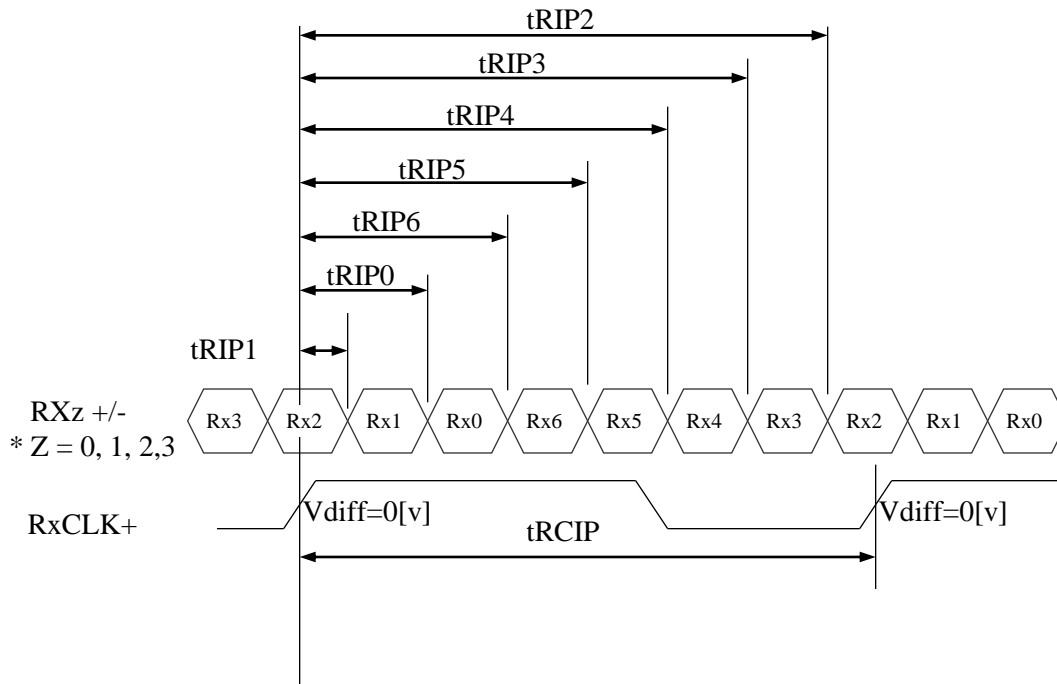 tRIP2
tRIP3
tRIP4
tRIP5
tRIP6
tRIP0
tRIP1
RXz +/-
* Z = 0, 1, 2,3
Rx3 Rx2 Rx1 Rx0 Rx6 Rx5 Rx4 Rx3 Rx2 Rx1 Rx0
RxCLK+
Vdiff=0[v] Vdiff=0[v]
tRCIP